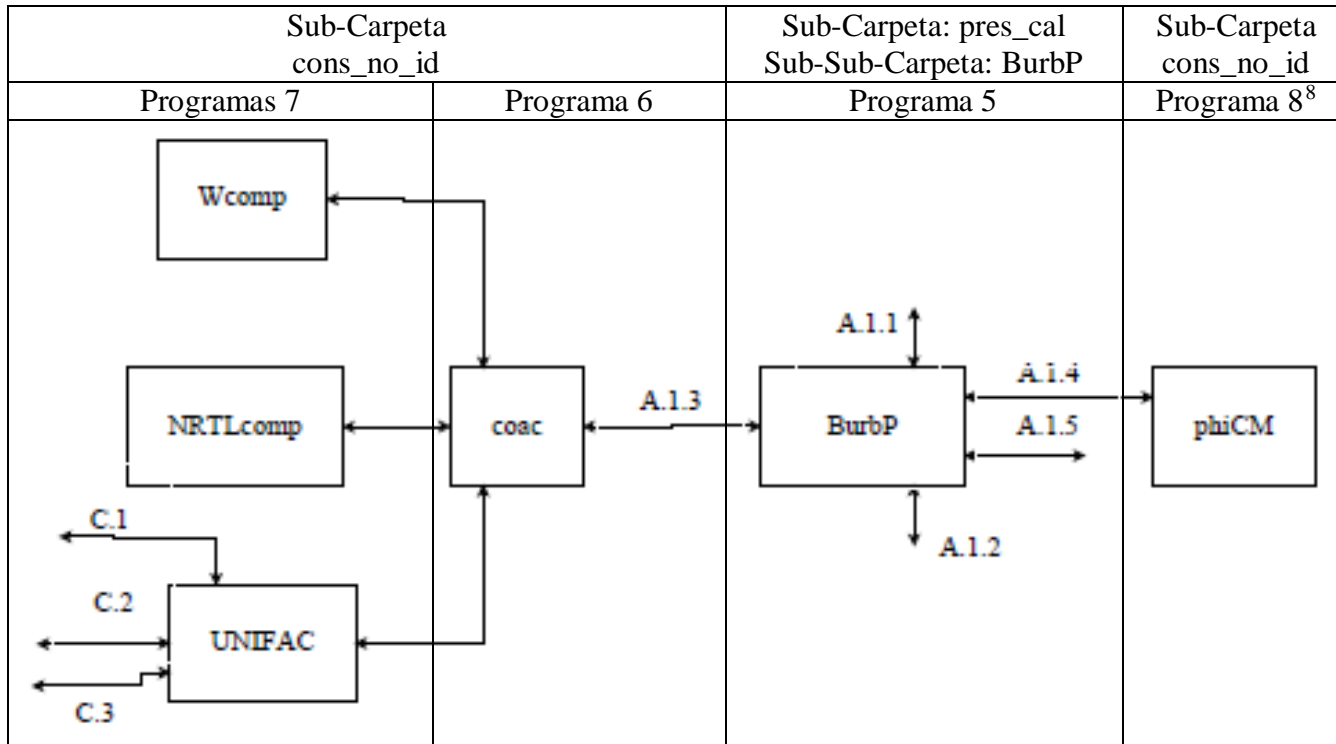 Sub-Carpeta
cons_no_id
Sub-Carpeta: pres_cal
Sub-Sub-Carpeta: BurbP
Sub-Carpeta
cons_no_id
Programas 7
Programa 6
Programa 5
Programa 8⁸
Wcomp
A.1.1
A.1.4
A.1.3
NRTLcomp
coac
BurbP
A.1.5
phiCM
C.1
A.1.2
C.2
UNIFAC
C.3